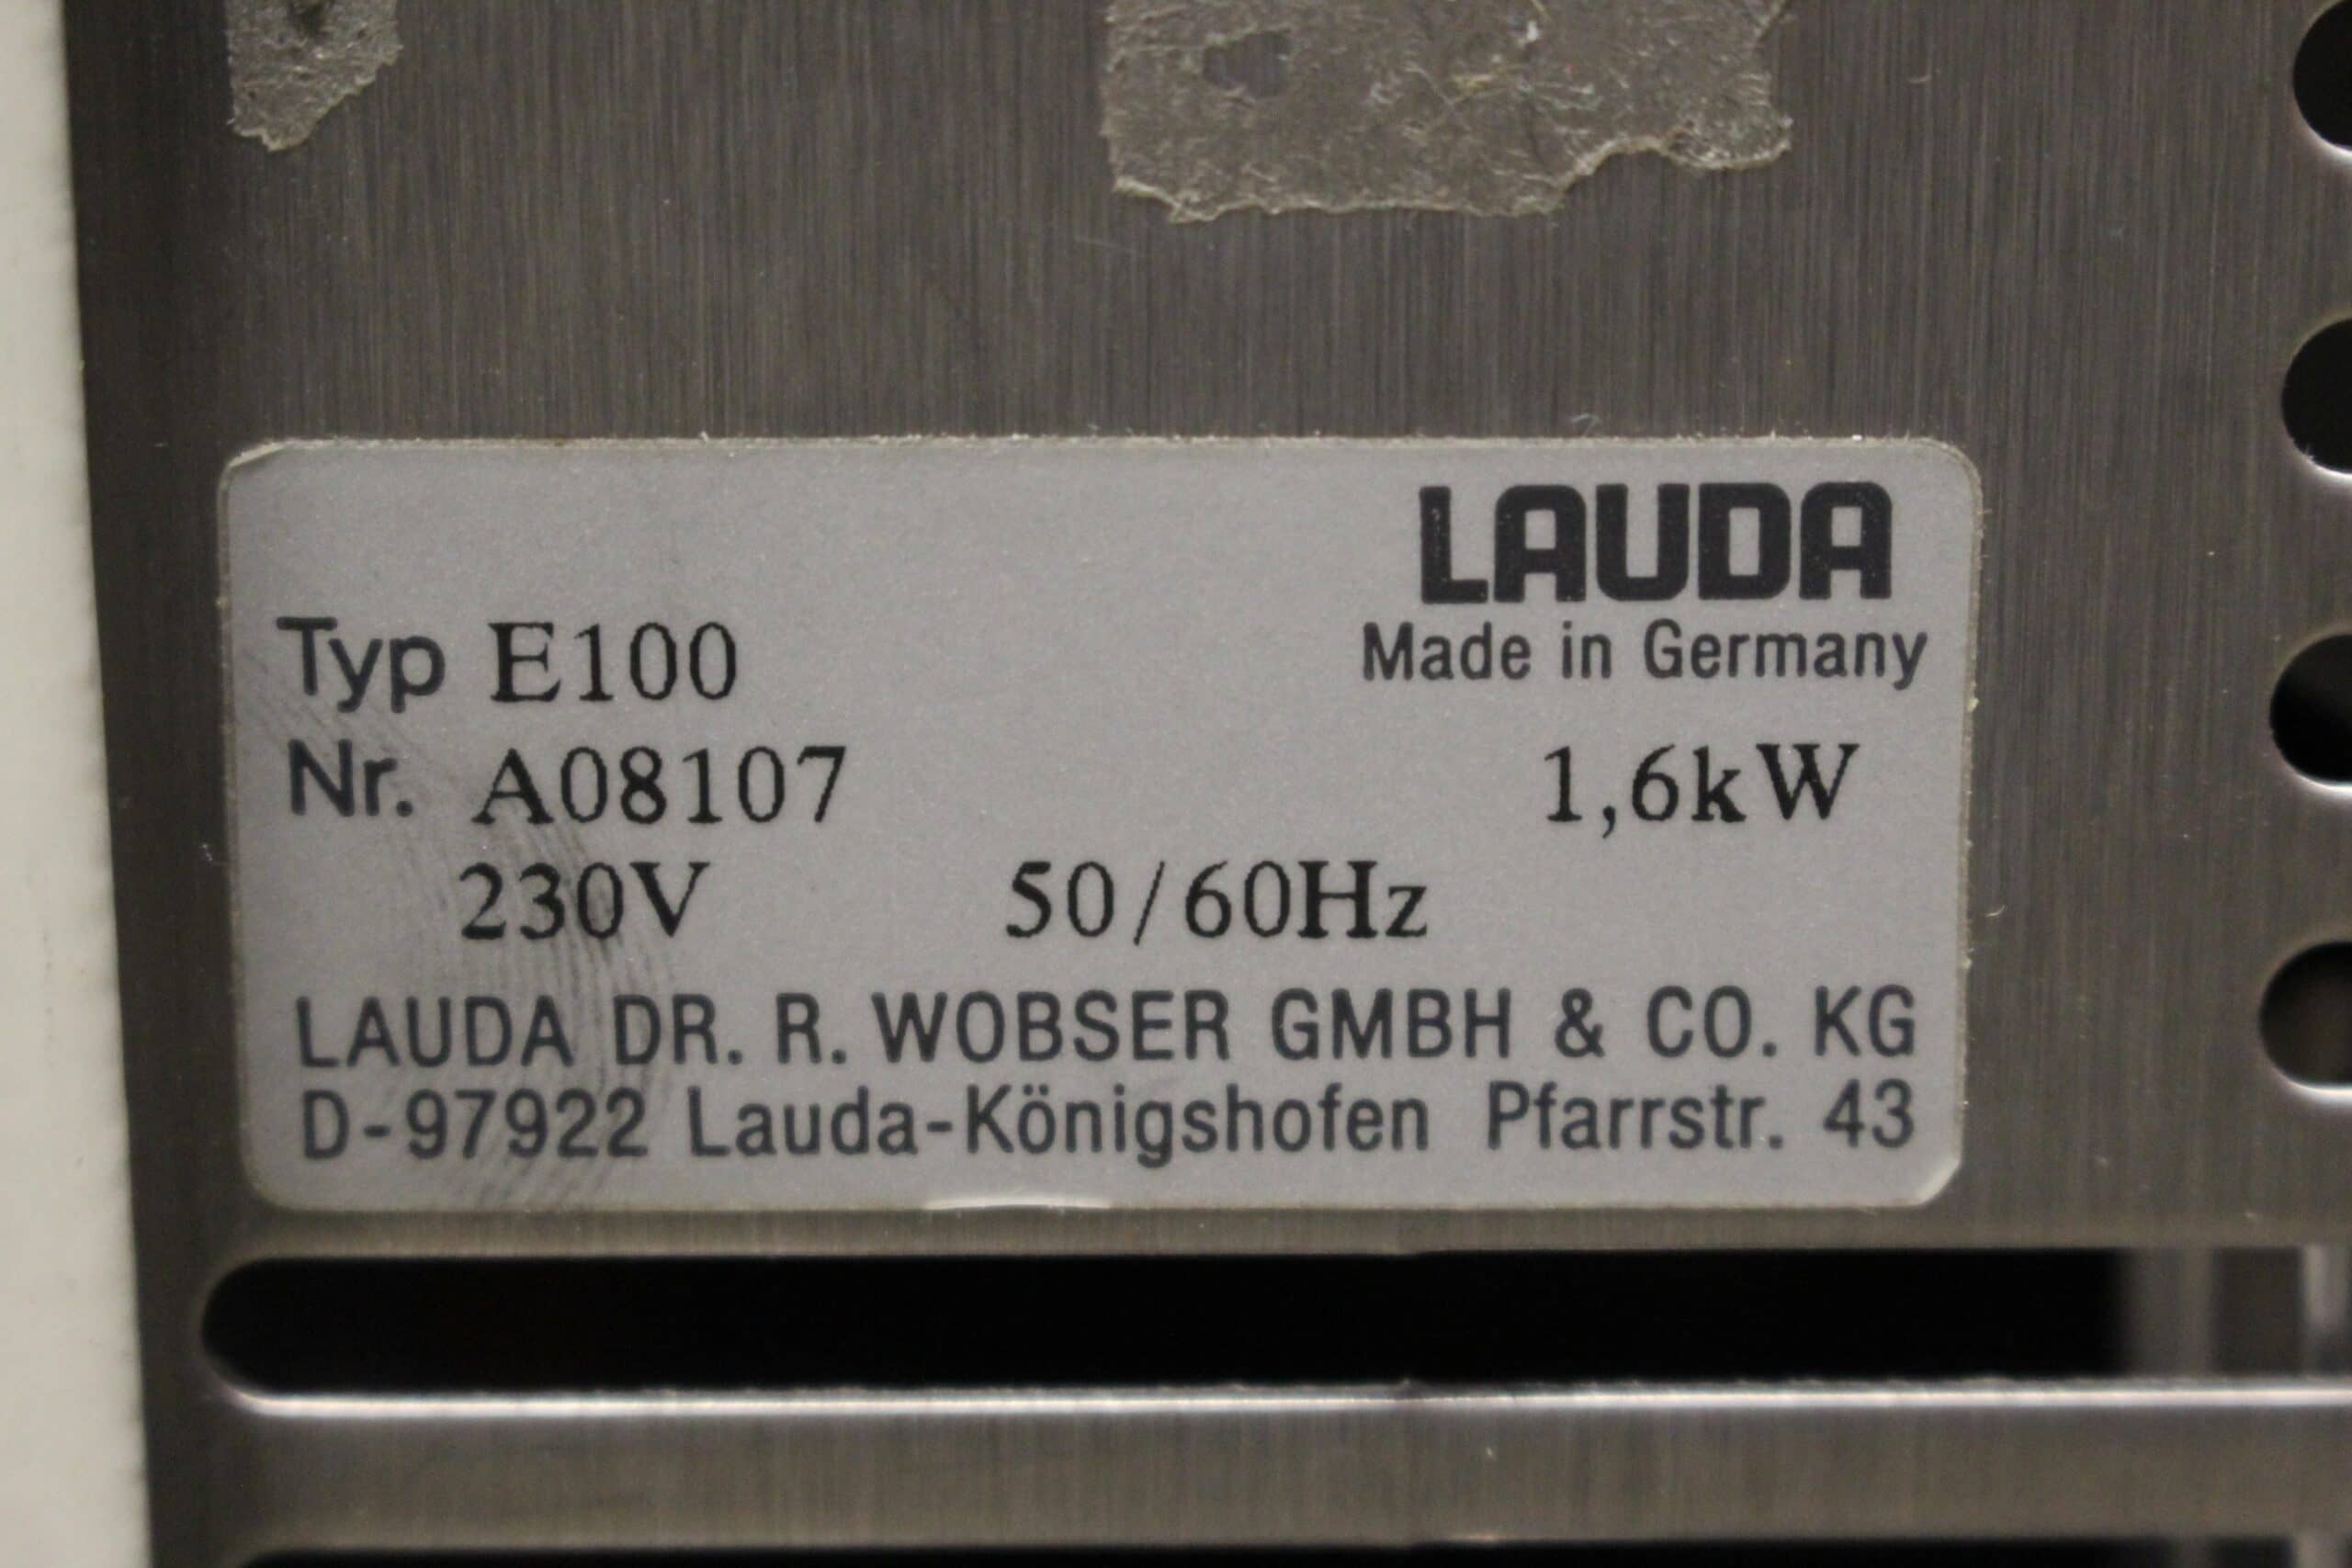 LAUDA
Typ E100 Made in Germany
Nr. A08107 1,6kW
230V 50/60Hz
LAUDA DR. R. WOBSER GMBH & CO. KG
D-97922 Lauda-Königshofen Pfarrstr. 43